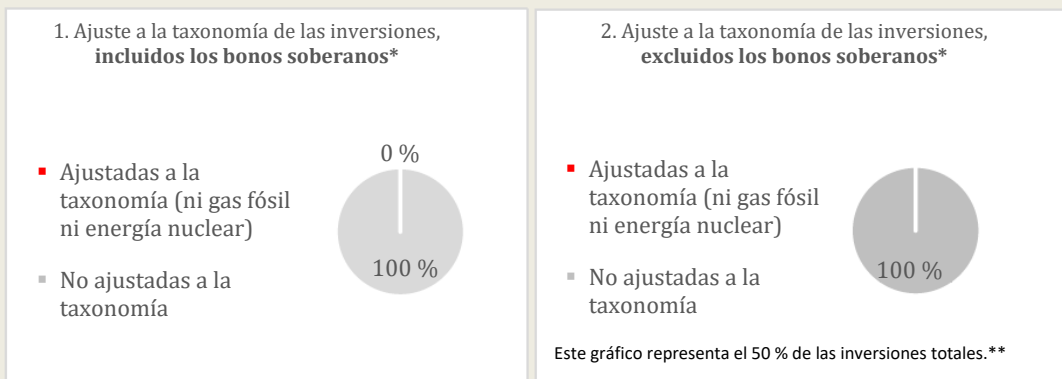 1. Ajuste a la taxonomía de las inversiones,
incluidos los bonos soberanos*
▪ Ajustadas a la
taxonomía (ni gas fósil
ni energía nuclear)
▪ No ajustadas a la
taxonomía
0 %
100 %
2. Ajuste a la taxonomía de las inversiones,
excluidos los bonos soberanos*
▪ Ajustadas a la
taxonomía (ni gas fósil
ni energía nuclear)
▪ No ajustadas a la
taxonomía
100 %
Este gráfico representa el 50 % de las inversiones totales.**